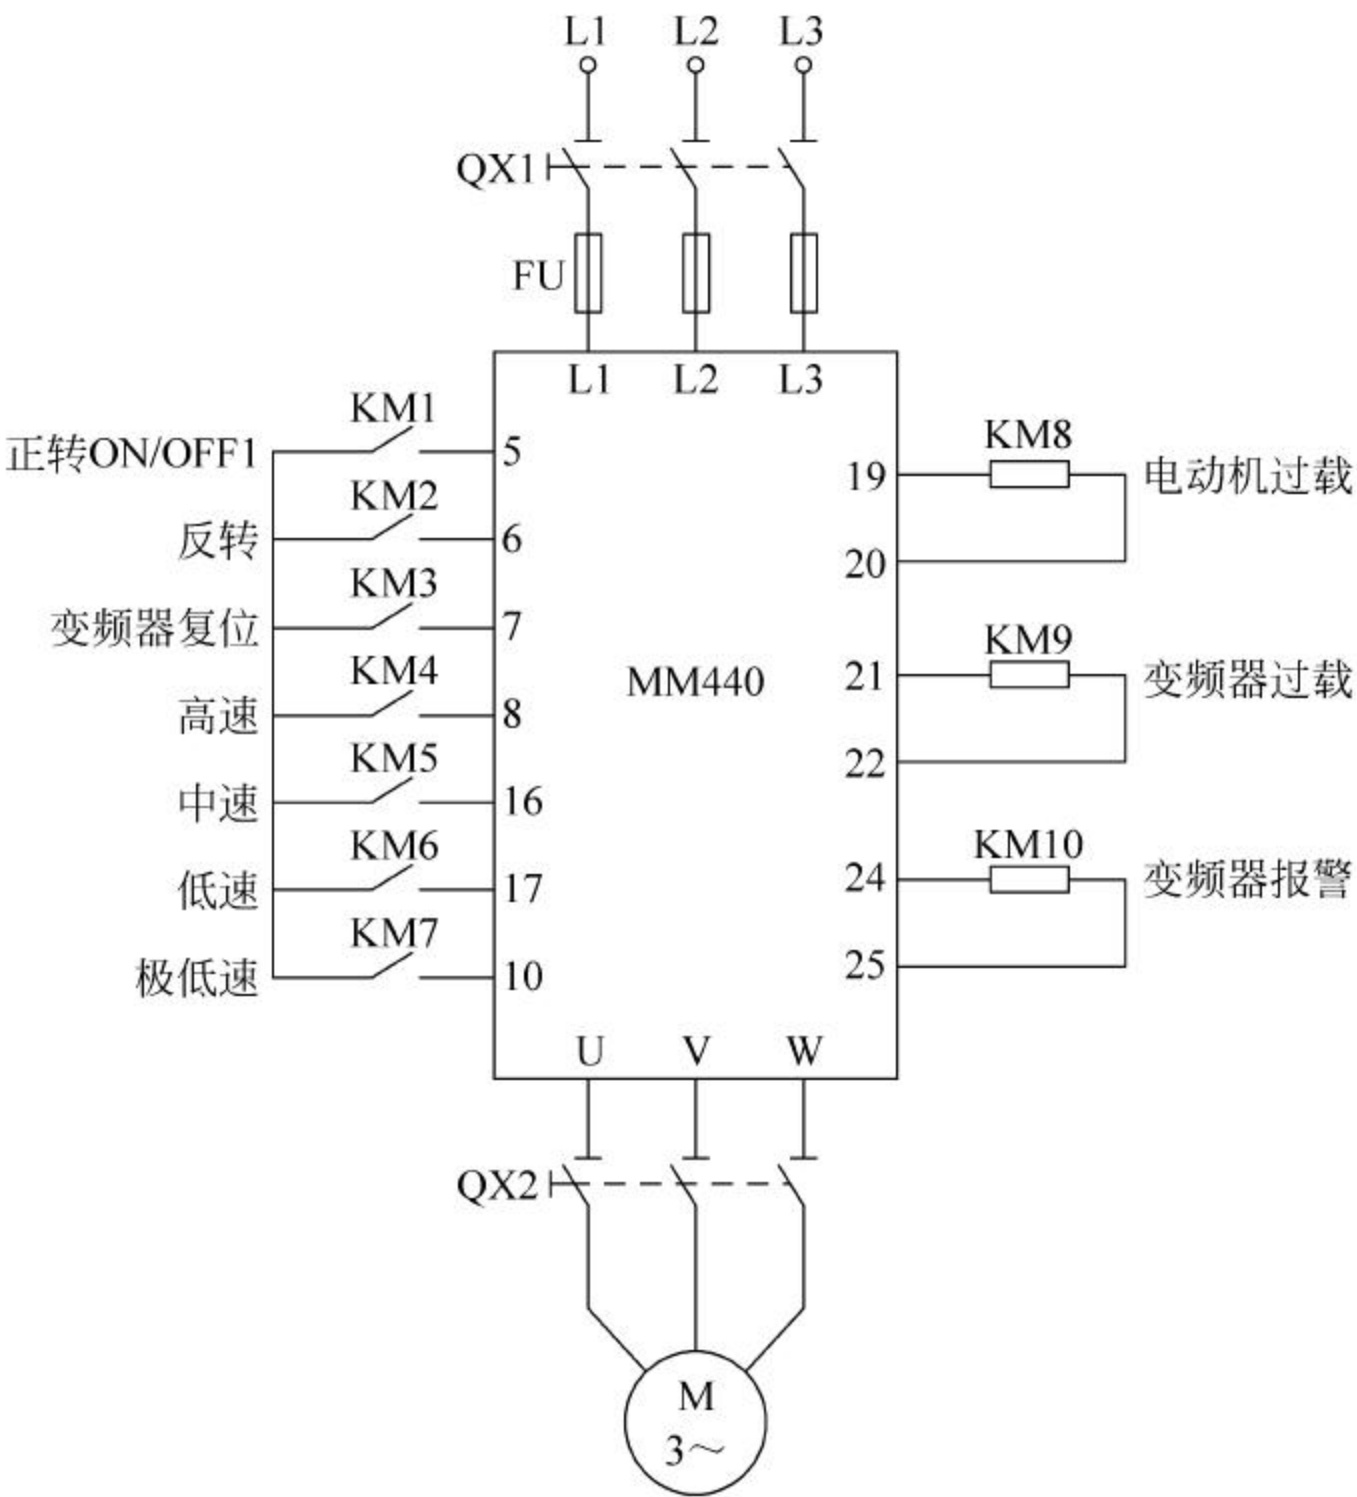 L1 L2 L3
QX1
FU
L1 L2 L3
正转ON/OFF1 KM1 5
反转 KM2 6
变频器复位 KM3 7
高速 KM4 8
中速 KM5 16
低速 KM6 17
极低速 KM7 10
MM440
19 KM8 电动机过载
20
21 KM9 变频器过载
22
24 KM10 变频器报警
25
U V W
QX2
M
3～